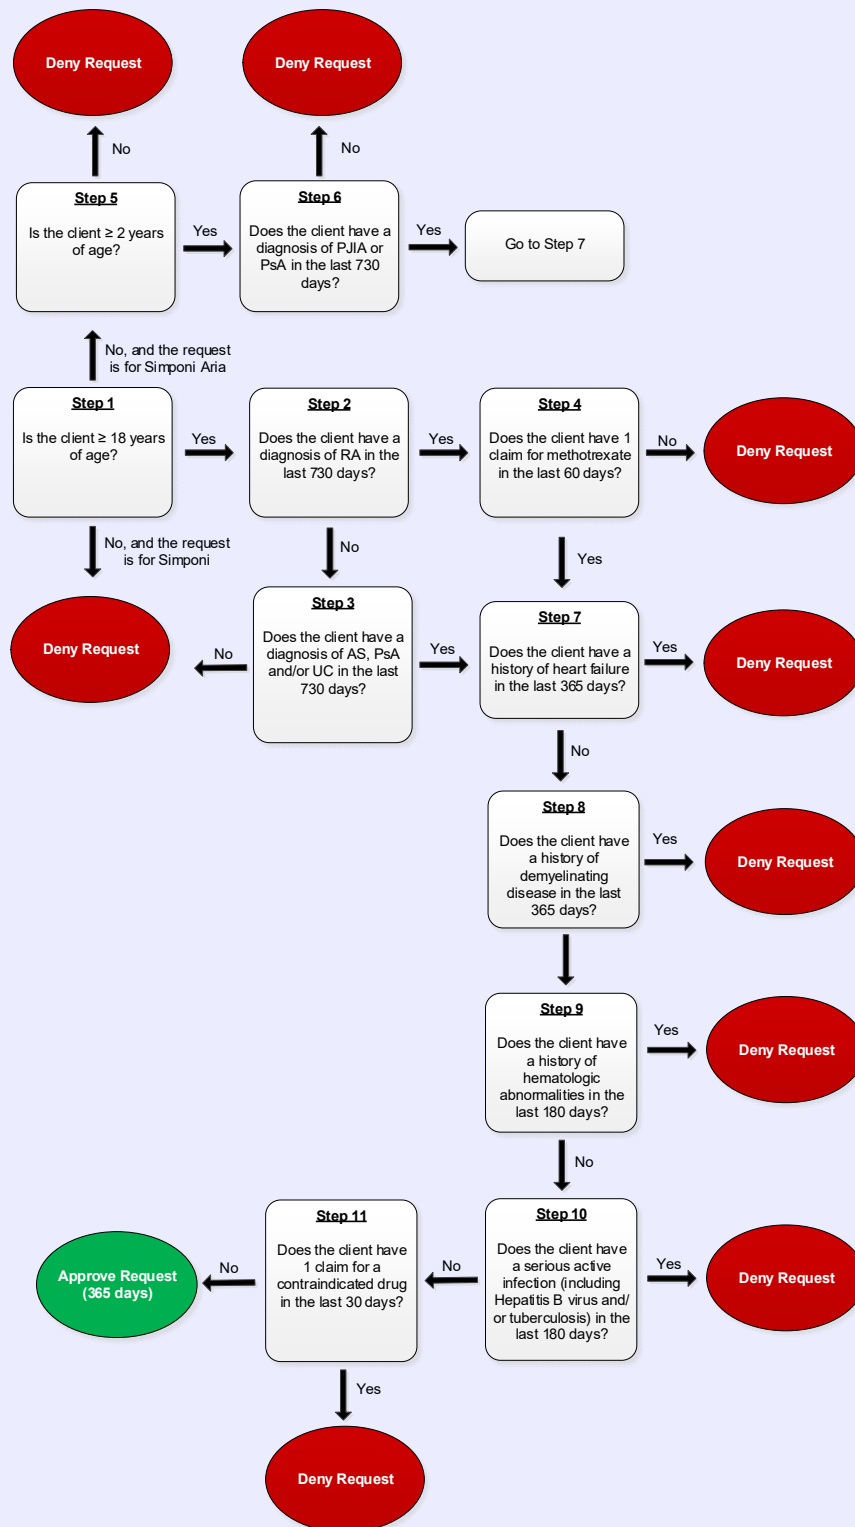 Deny Request
Deny Request
No
No
Step 5
Is the client ≥ 2 years
of age?
Yes
Step 6
Does the client have a
diagnosis of PJIA or
PsA in the last 730
days?
Yes
Go to Step 7
No, and the request
is for Simponi Aria
Step 1
Is the client ≥ 18 years
of age?
Yes
Step 2
Does the client have a
diagnosis of RA in the
last 730 days?
Yes
Step 4
Does the client have 1
claim for methotrexate
in the last 60 days?
No
Deny Request
No, and the request
is for Simponi
No
Yes
Deny Request
No
Step 3
Does the client have a
diagnosis of AS, PsA
and/or UC in the last
730 days?
Yes
Step 7
Does the client have a
history of heart failure
in the last 365 days?
Yes
Deny Request
No
Step 8
Does the client have
a history of
demyelinating
disease in the last
365 days?
Yes
Deny Request
Step 9
Does the client have
a history of
hematologic
abnormalities in the
last 180 days?
Yes
Deny Request
No
Step 10
Does the client have
a serious active
infection (including
Hepatitis B virus and/
or tuberculosis) in the
last 180 days?
Yes
Deny Request
No
Step 11
Does the client have
1 claim for a
contraindicated drug
in the last 30 days?
No
Approve Request
(365 days)
Yes
Deny Request